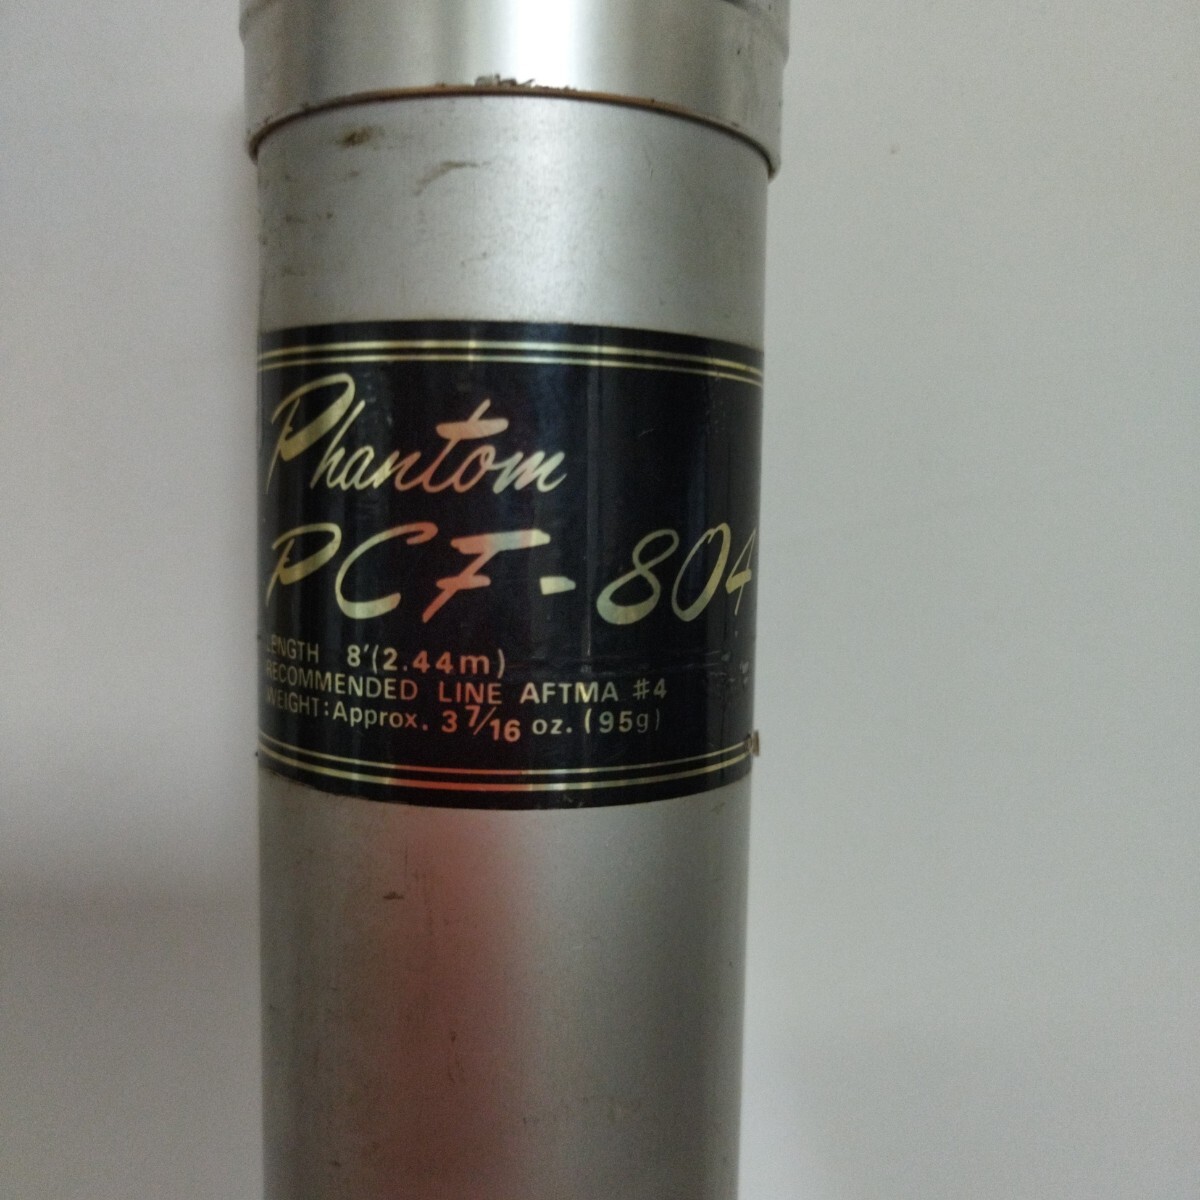 Phantom
PCF-804
LENGTH 8'(2.44m)
RECOMMENDED LINE AFTMA #4
WEIGHT:Approx. 3 7/16 oz. (95g)